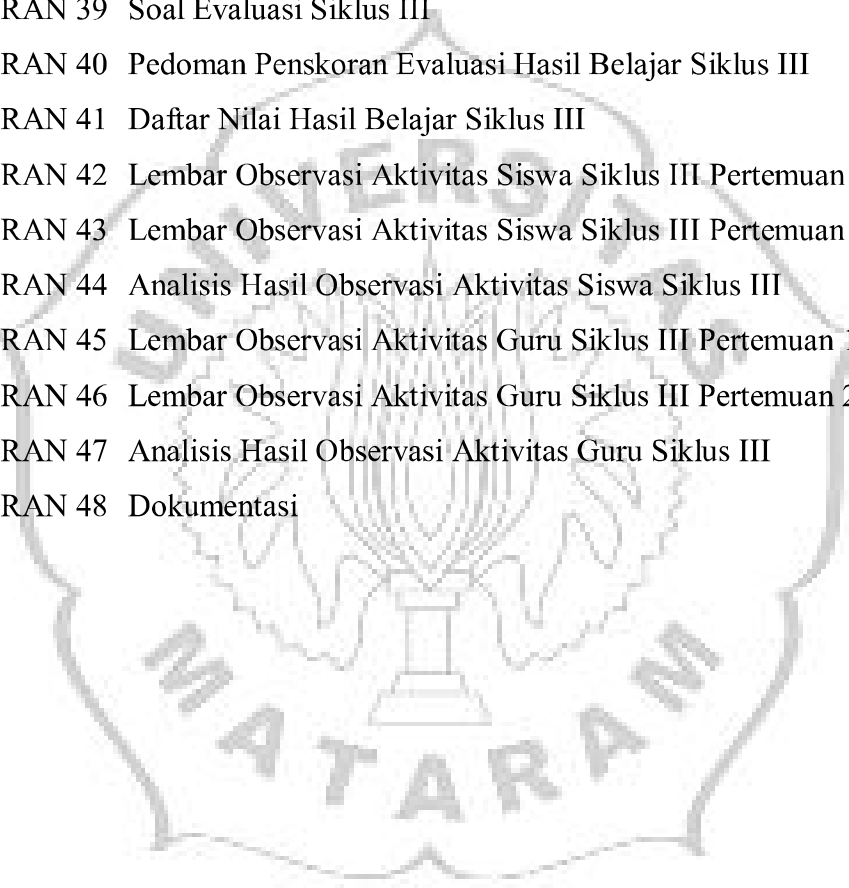 RAN 39 Soal Evaluasi Siklus III
RAN 40 Pedoman Penskoran Evaluasi Hasil Belajar Siklus III
RAN 41 Daftar Nilai Hasil Belajar Siklus III
RAN 42 Lembar Observasi Aktivitas Siswa Siklus III Pertemuan
RAN 43 Lembar Observasi Aktivitas Siswa Siklus III Pertemuan
RAN 44 Analisis Hasil Observasi Aktivitas Siswa Siklus III
RAN 45 Lembar Observasi Aktivitas Guru Siklus III Pertemuan 1
RAN 46 Lembar Observasi Aktivitas Guru Siklus III Pertemuan 2
RAN 47 Analisis Hasil Observasi Aktivitas Guru Siklus III
RAN 48 Dokumentasi
UNIVERSITAS
MATARAM